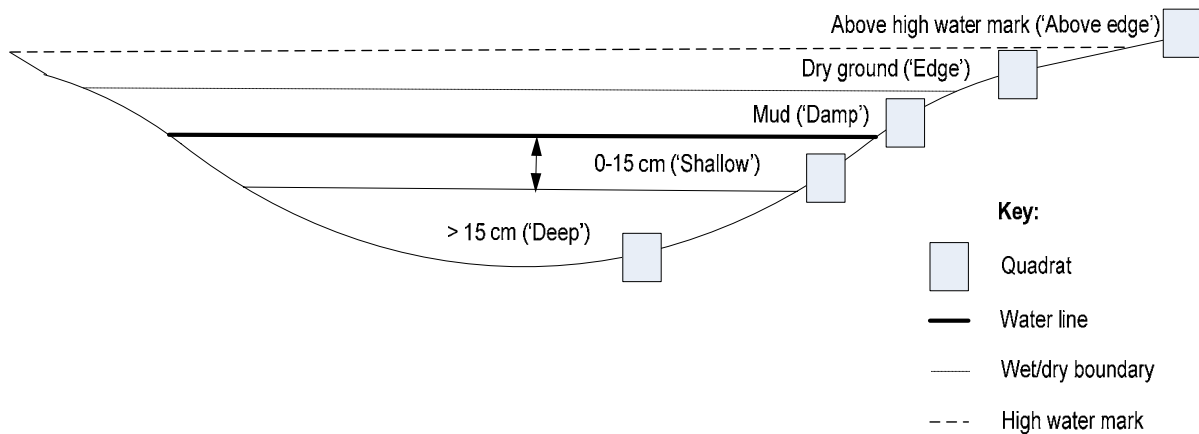 Above high water mark (‘Above edge’)
Dry ground (‘Edge’)
Mud (‘Damp’)
0-15 cm (‘Shallow’)
> 15 cm (‘Deep’)
Key:
Quadrat
Water line
Wet/dry boundary
High water mark